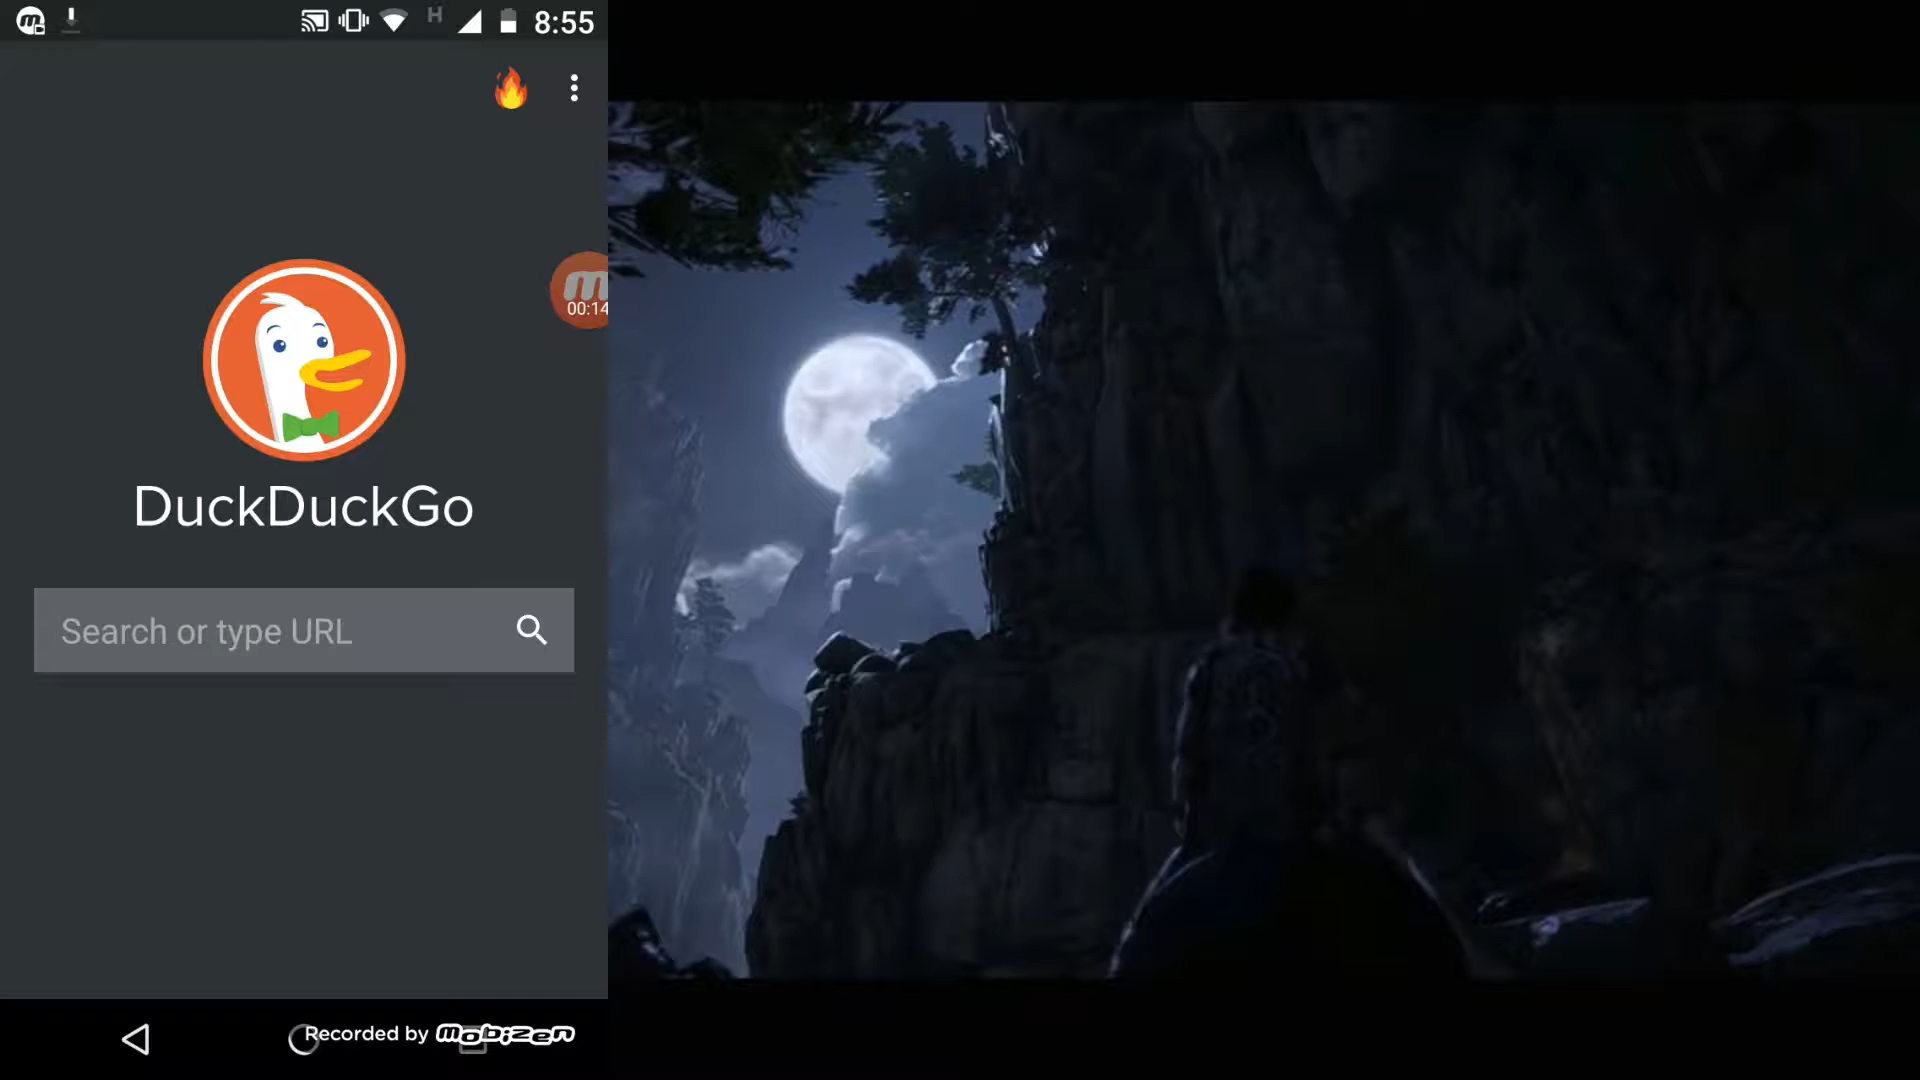 H 8:55
00:14
DuckDuckGo
Search or type URL
Recorded by mobizen